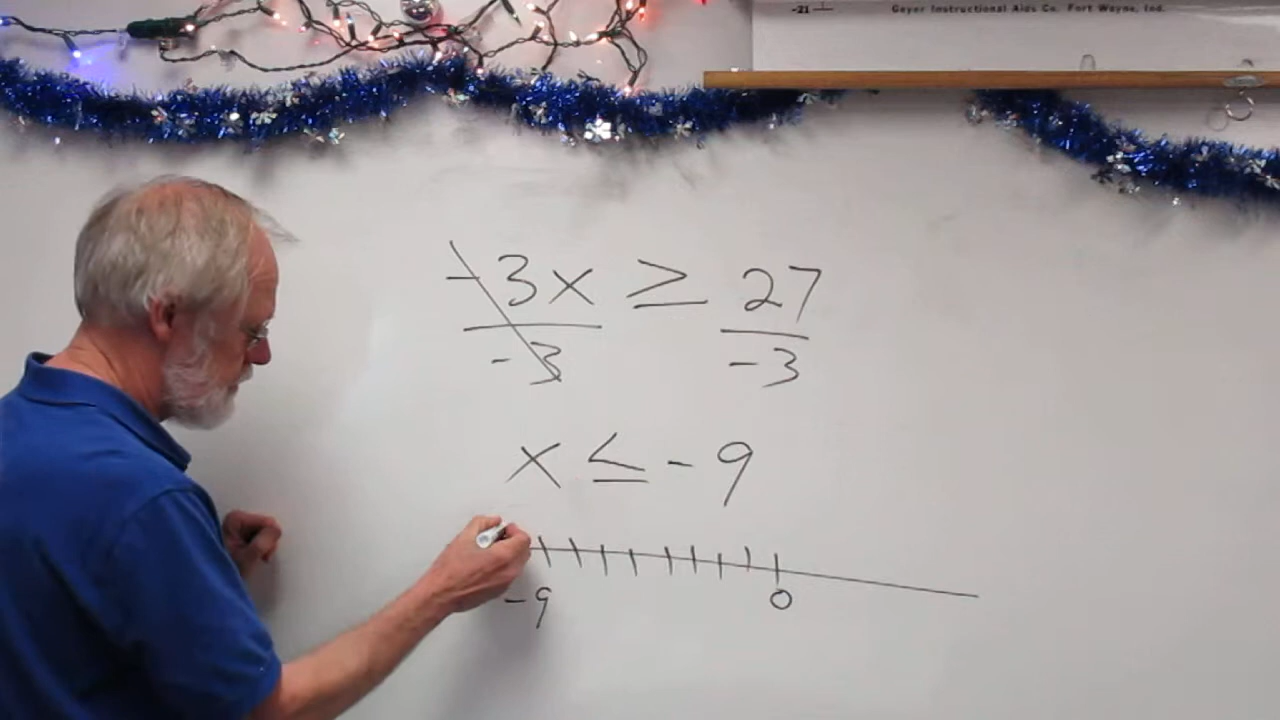 -21 Geyer Instructional Aids Co. Fort Wayne, Ind.
-3x ≥ 27
-3 -3
x ≤ -9
-9 0